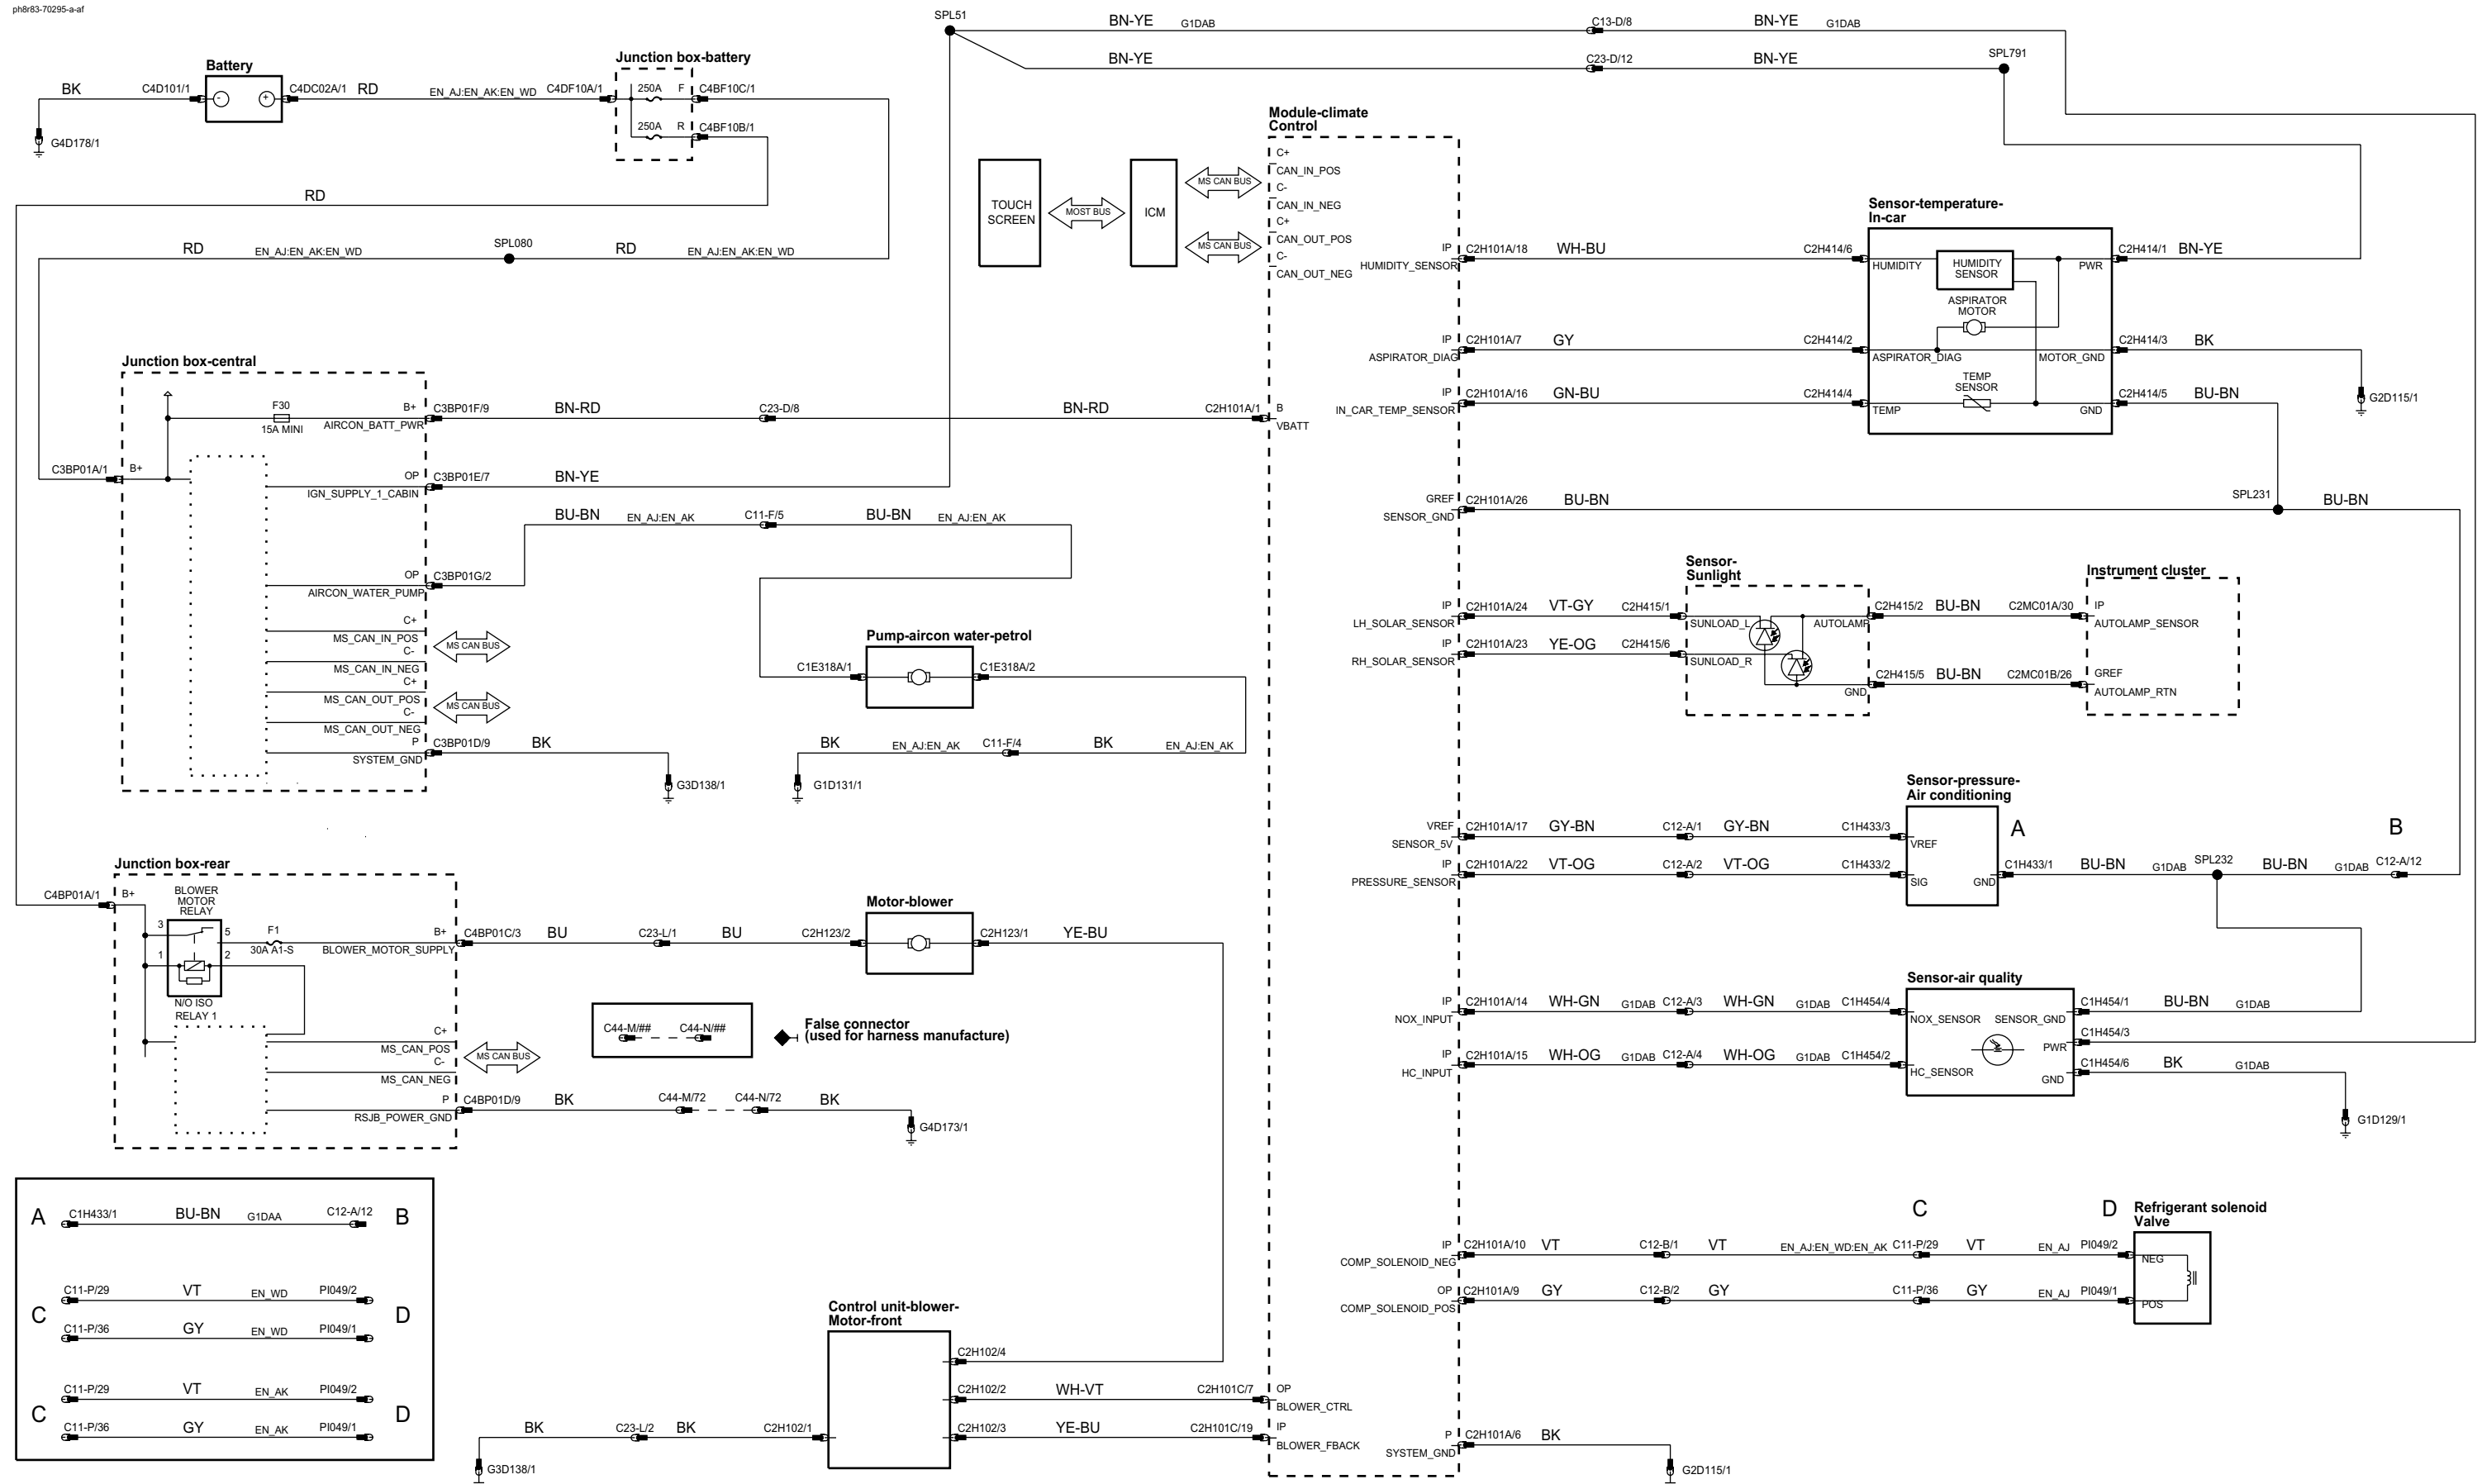 ph8r83-70295-a-af
SPL51
BN-YE
G1DAB
C13-D/8
BN-YE
G1DAB
BN-YE
C23-D/12
BN-YE
SPL791
Battery
BK
C4D101/1
-
+
C4DC02A/1
RD
EN_AJ:EN_AK:EN_WD
C4DF10A/1
G4D178/1
Junction box-battery
250A
F
C4BF10C/1
250A
R
C4BF10B/1
RD
RD
EN_AJ:EN_AK:EN_WD
SPL080
RD
EN_AJ:EN_AK:EN_WD
TOUCH
SCREEN
MOST BUS
ICM
MS CAN BUS
MS CAN BUS
Module-climate
Control
C+
CAN_IN_POS
C-
CAN_IN_NEG
C+
CAN_OUT_POS
C-
CAN_OUT_NEG
IP
HUMIDITY_SENSOR
C2H101A/18
WH-BU
C2H414/6
Sensor-temperature-
In-car
HUMIDITY
HUMIDITY
SENSOR
PWR
C2H414/1
BN-YE
ASPIRATOR
MOTOR
IP
ASPIRATOR_DIAG
C2H101A/7
GY
C2H414/2
ASPIRATOR_DIAG
MOTOR_GND
C2H414/3
BK
G2D115/1
IP
IN_CAR_TEMP_SENSOR
C2H101A/16
GN-BU
C2H414/4
TEMP
TEMP
SENSOR
GND
C2H414/5
BU-BN
Junction box-central
F30
15A MINI
B+
AIRCON_BATT_PWR
C3BP01F/9
BN-RD
C23-D/8
BN-RD
C2H101A/1
B
VBATT
C3BP01A/1
B+
OP
IGN_SUPPLY_1_CABIN
C3BP01E/7
BN-YE
BU-BN
EN_AJ:EN_AK
C11-F/5
BU-BN
EN_AJ:EN_AK
OP
AIRCON_WATER_PUMP
C3BP01G/2
C+
MS_CAN_IN_POS
C-
MS_CAN_IN_NEG
C+
MS_CAN_OUT_POS
C-
MS_CAN_OUT_NEG
MS CAN BUS
MS CAN BUS
P
SYSTEM_GND
C3BP01D/9
BK
G3D138/1
Pump-aircon water-petrol
C1E318A/1
C1E318A/2
BK
EN_AJ:EN_AK
C11-F/4
BK
EN_AJ:EN_AK
G1D131/1
GREF
SENSOR_GND
C2H101A/26
BU-BN
SPL231
BU-BN
Sensor-
Sunlight
IP
LH_SOLAR_SENSOR
C2H101A/24
VT-GY
C2H415/1
SUNLOAD_L
AUTOLAMP
C2H415/2
BU-BN
C2MC01A/30
Instrument cluster
IP
AUTOLAMP_SENSOR
IP
RH_SOLAR_SENSOR
C2H101A/23
YE-OG
C2H415/6
SUNLOAD_R
GND
C2H415/5
BU-BN
C2MC01B/26
GREF
AUTOLAMP_RTN
Sensor-pressure-
Air conditioning
VREF
SENSOR_5V
C2H101A/17
GY-BN
C12-A/1
GY-BN
C1H433/3
VREF
A
B
IP
PRESSURE_SENSOR
C2H101A/22
VT-OG
C12-A/2
VT-OG
C1H433/2
SIG
GND
C1H433/1
BU-BN
G1DAB
SPL232
BU-BN
G1DAB
C12-A/12
Junction box-rear
C4BP01A/1
B+
BLOWER
MOTOR
RELAY
3
5
1
2
N/O ISO
RELAY 1
F1
30A A1-S
B+
BLOWER_MOTOR_SUPPLY
C4BP01C/3
BU
C23-L/1
BU
C2H123/2
Motor-blower
C2H123/1
YE-BU
C+
MS_CAN_POS
C-
MS_CAN_NEG
MS CAN BUS
P
RSJB_POWER_GND
C4BP01D/9
BK
C44-M/72
C44-N/72
BK
G4D173/1
C44-M/##
C44-N/##
False connector
(used for harness manufacture)
Sensor-air quality
IP
NOX_INPUT
C2H101A/14
WH-GN
G1DAB
C12-A/3
WH-GN
G1DAB
C1H454/4
NOX_SENSOR
SENSOR_GND
C1H454/1
BU-BN
G1DAB
PWR
C1H454/3
IP
HC_INPUT
C2H101A/15
WH-OG
G1DAB
C12-A/4
WH-OG
G1DAB
C1H454/2
HC_SENSOR
GND
C1H454/6
BK
G1DAB
G1D129/1
A
C1H433/1
BU-BN
G1DAA
C12-A/12
B
C
C11-P/29
VT
EN_WD
PI049/2
C11-P/36
GY
EN_WD
PI049/1
D
C
C11-P/29
VT
EN_AK
PI049/2
C11-P/36
GY
EN_AK
PI049/1
D
C
D
Refrigerant solenoid
Valve
IP
COMP_SOLENOID_NEG
C2H101A/10
VT
C12-B/1
VT
EN_AJ:EN_WD:EN_AK
C11-P/29
VT
EN_AJ
PI049/2
NEG
OP
COMP_SOLENOID_POS
C2H101A/9
GY
C12-B/2
GY
C11-P/36
GY
EN_AJ
PI049/1
POS
Control unit-blower-
Motor-front
C2H102/4
C2H102/2
WH-VT
C2H101C/7
OP
BLOWER_CTRL
BK
C23-L/2
BK
C2H102/1
C2H102/3
YE-BU
C2H101C/19
IP
BLOWER_FBACK
G3D138/1
P
SYSTEM_GND
C2H101A/6
BK
G2D115/1